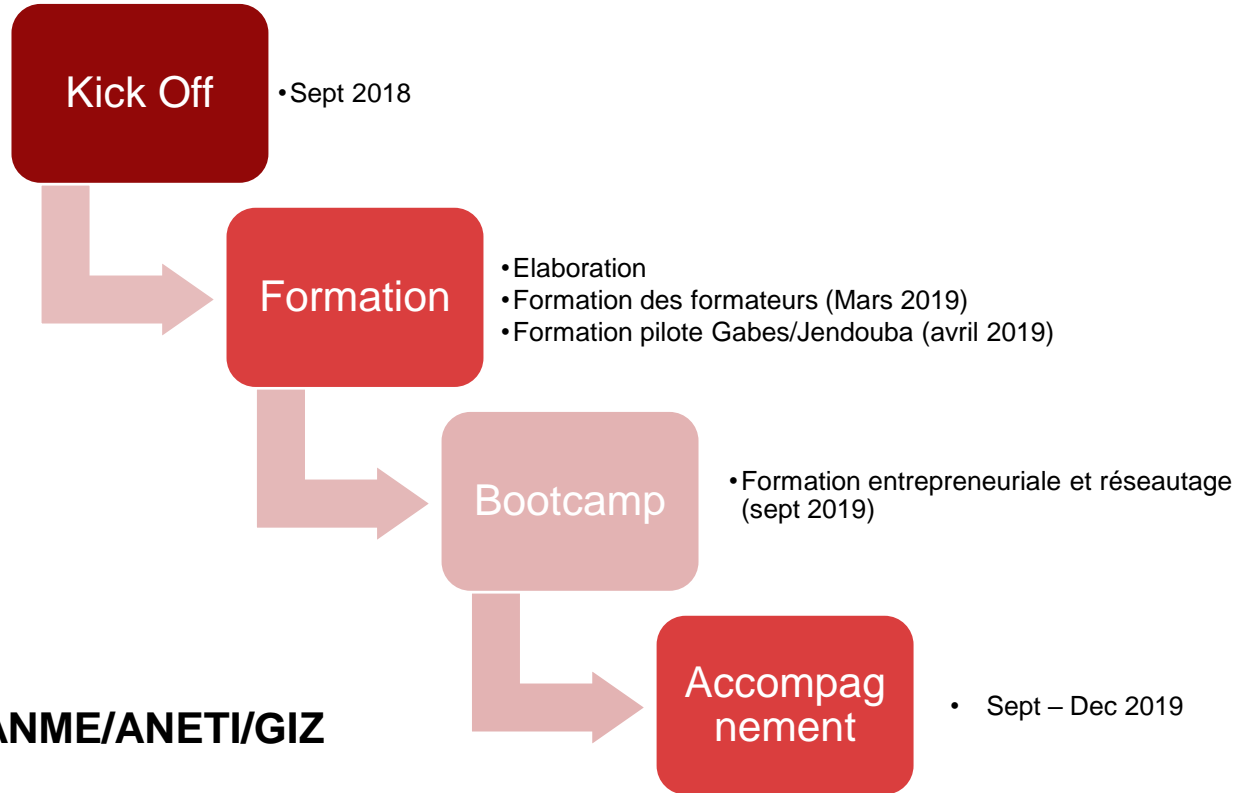 Kick Off
•Sept 2018
Formation
•Elaboration
•Formation des formateurs (Mars 2019)
•Formation pilote Gabes/Jendouba (avril 2019)
Bootcamp
•Formation entrepreneuriale et réseautage
(sept 2019)
Accompag
nement
• Sept – Dec 2019
ANME/ANETI/GIZ